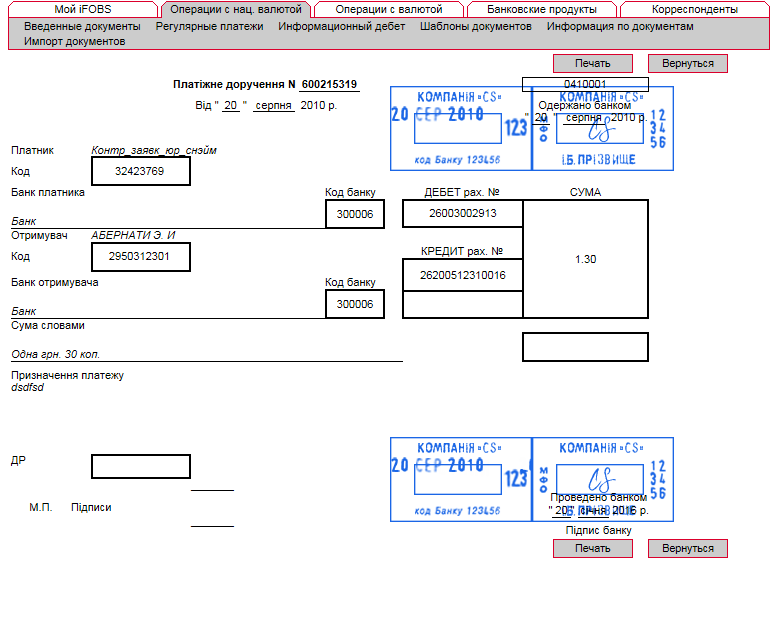 Мой iFOBS Операции с нац. валютой Операции с валютой Банковские продукты Корреспонденты
Введенные документы Регулярные платежи Информационный дебет Шаблоны документов Информация по документам
Импорт документов
Печать Вернуться
Платіжне доручення N 600215319 0410001
Від " 20 " серпня 2010 р. Одержано банком
" 20 " серпня 2010 р.
КОМПАНІЯ «CS» КОМПАНІЯ «CS»
20 СЕР 2010 123 МФО 12
34
56
код Банку 123456 І.Б.ПРІЗВИЩЕ
Платник Контр_заявк_юр_снэйм
Код 32423769
Банк платника Код банку ДЕБЕТ рах. № СУМА
Банк 300006 26003002913
Отримувач АБЕРНАТИ Э. И
Код 2950312301 КРЕДИТ рах. № 1.30
Банк отримувача Код банку 26200512310016
Банк 300006
Сума словами
Одна грн. 30 коп.
Призначення платежу
dsdfsd
КОМПАНІЯ «CS» КОМПАНІЯ «CS»
20 СЕР 2010 123 МФО 12
34
56
ДР
Проведено банком
М.П. Підписи " 20 " січня 2016 р.
код Банку 123456 І.Б.ПРІЗВИЩЕ
Підпис банку
Печать Вернуться